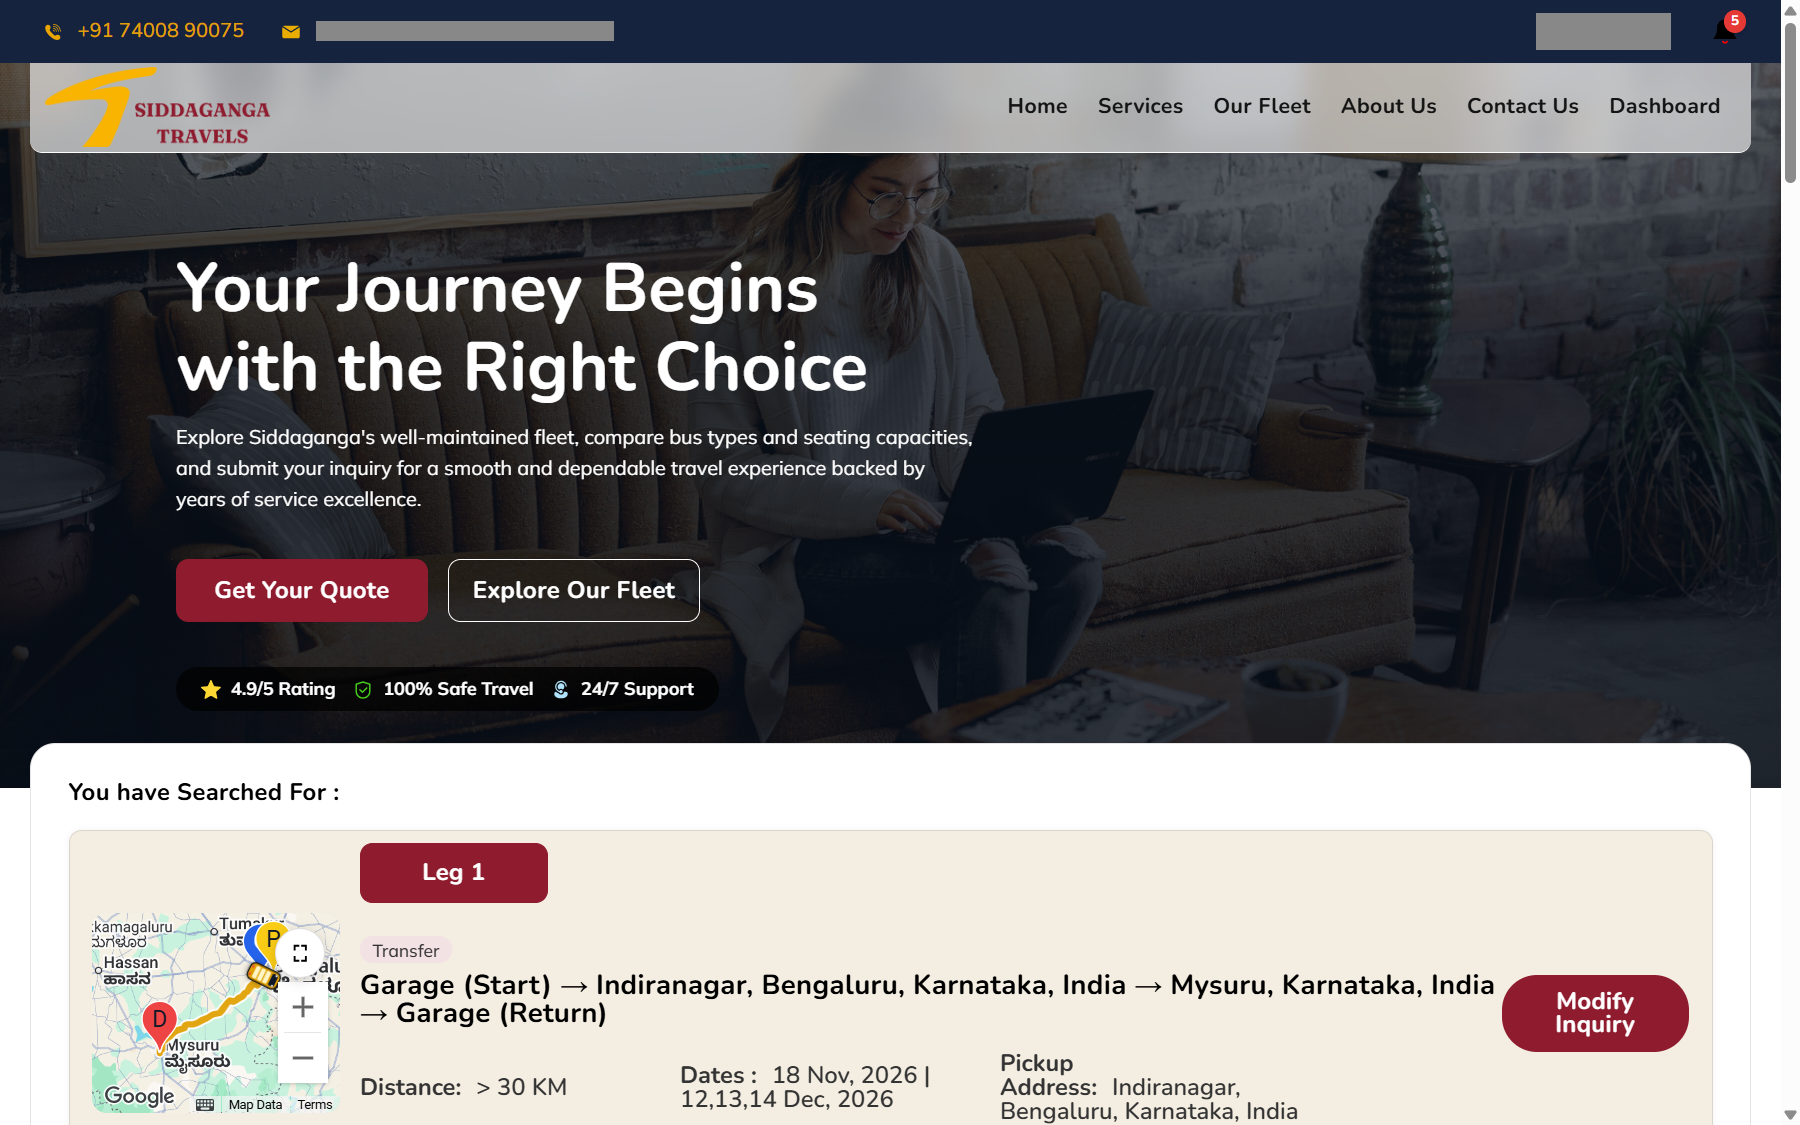 +91 74008 90075
5
SIDDAGANGA
TRAVELS
Home
Services
Our Fleet
About Us
Contact Us
Dashboard
Your Journey Begins
with the Right Choice
Explore Siddaganga's well-maintained fleet, compare bus types and seating capacities,
and submit your inquiry for a smooth and dependable travel experience backed by
years of service excellence.
Get Your Quote
Explore Our Fleet
4.9/5 Rating
100% Safe Travel
24/7 Support
You have Searched For :
Leg 1
Transfer
Garage (Start) → Indiranagar, Bengaluru, Karnataka, India → Mysuru, Karnataka, India
→ Garage (Return)
Modify
Inquiry
Distance: > 30 KM
Dates : 18 Nov, 2026 |
12,13,14 Dec, 2026
Pickup
Address: Indiranagar,
Bengaluru, Karnataka, India
Hassan
ಹಾಸನ
P
D
Mysuru
ಮೈಸೂರು
Google
Map Data
Terms